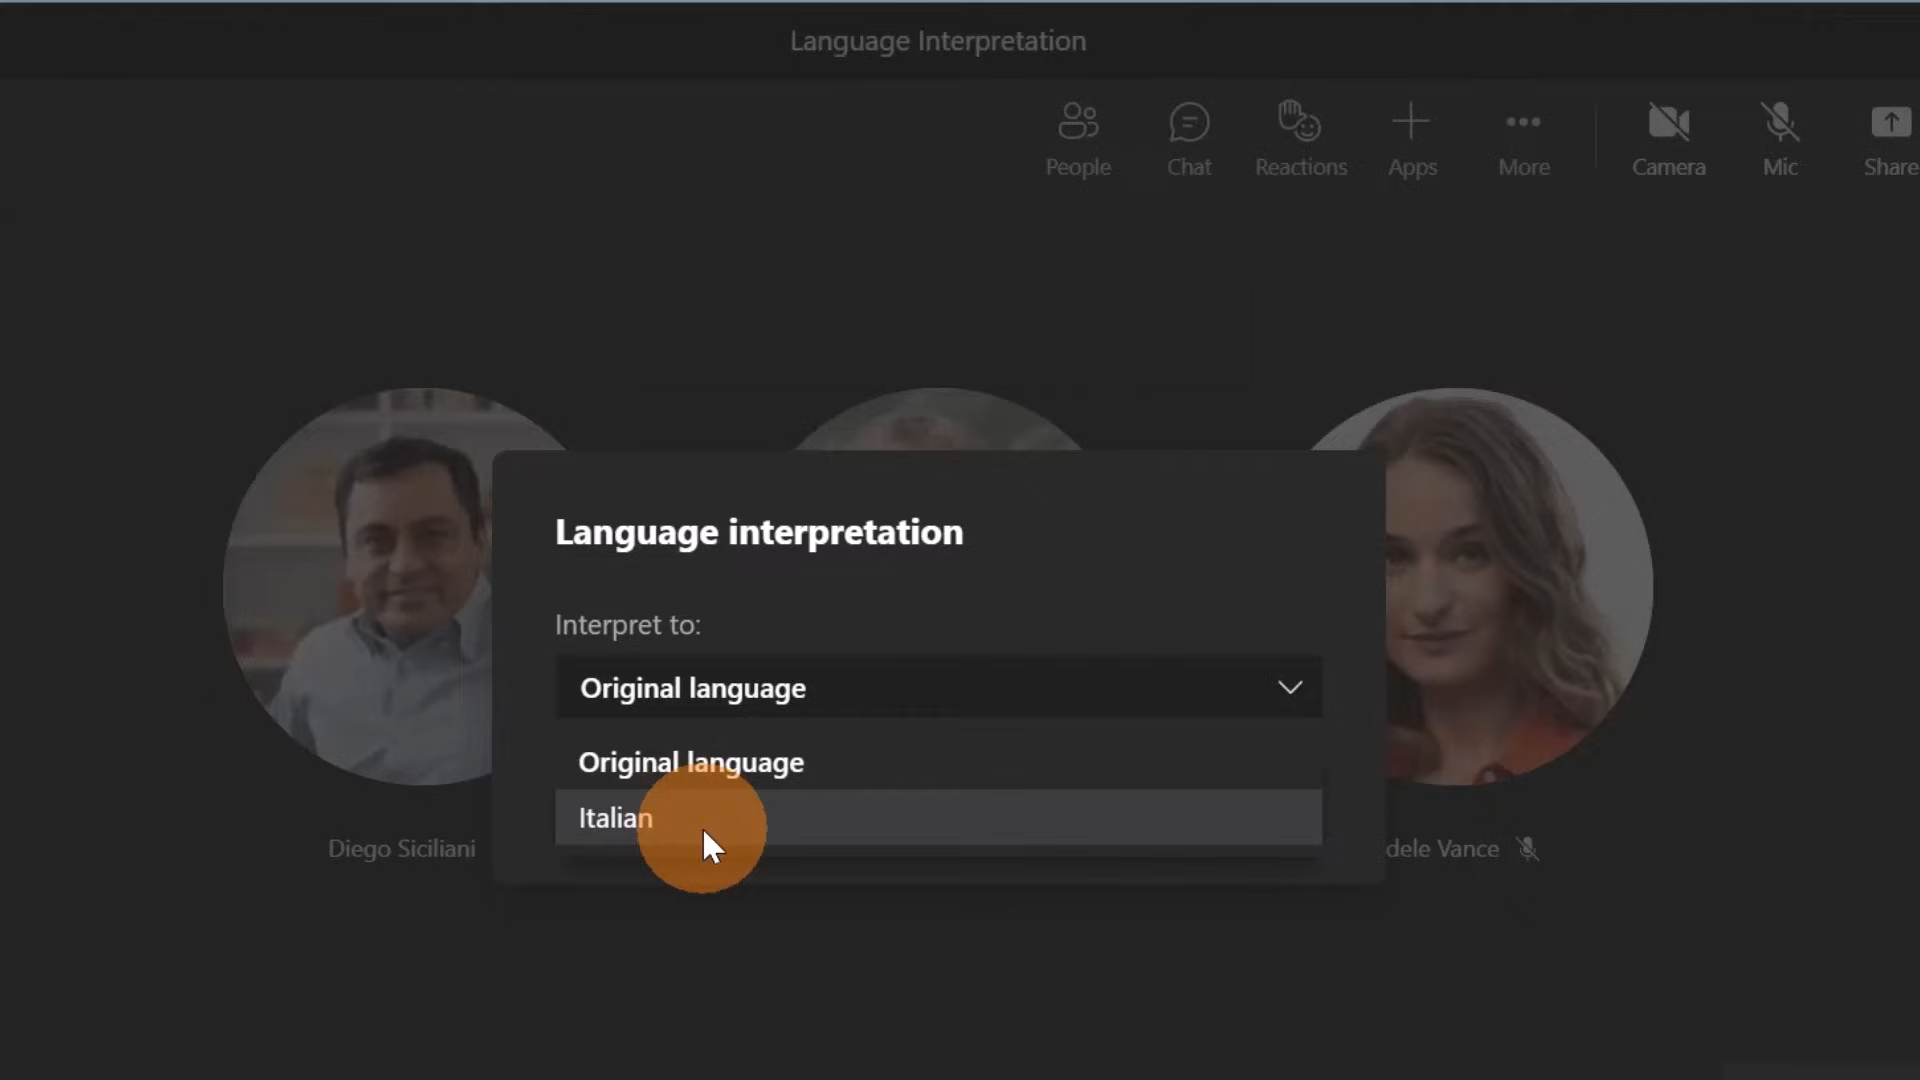 Language Interpretation
People Chat Reactions Apps More Camera Mic Share
Language interpretation
Interpret to:
Original language
Original language
Italian
Diego Siciliani
dele Vance